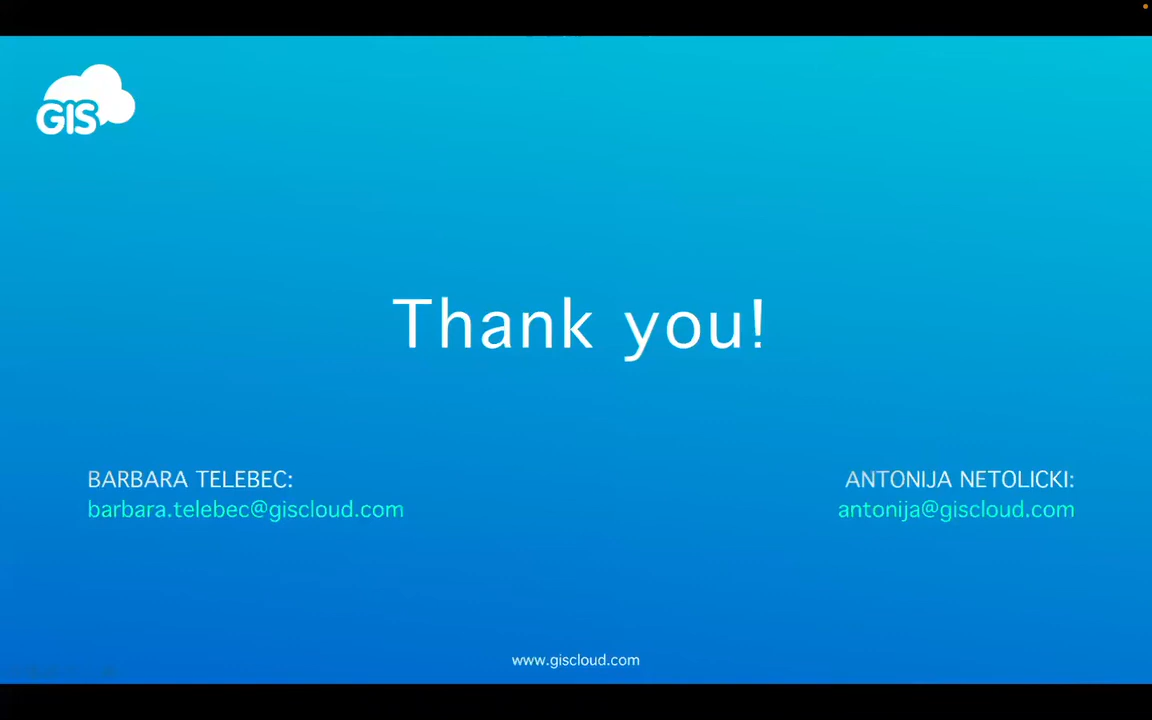 GIS
Thank you!
BARBARA TELEBEC:
barbara.telebec@giscloud.com
ANTONIJA NETOLICKI:
antonija@giscloud.com
www.giscloud.com